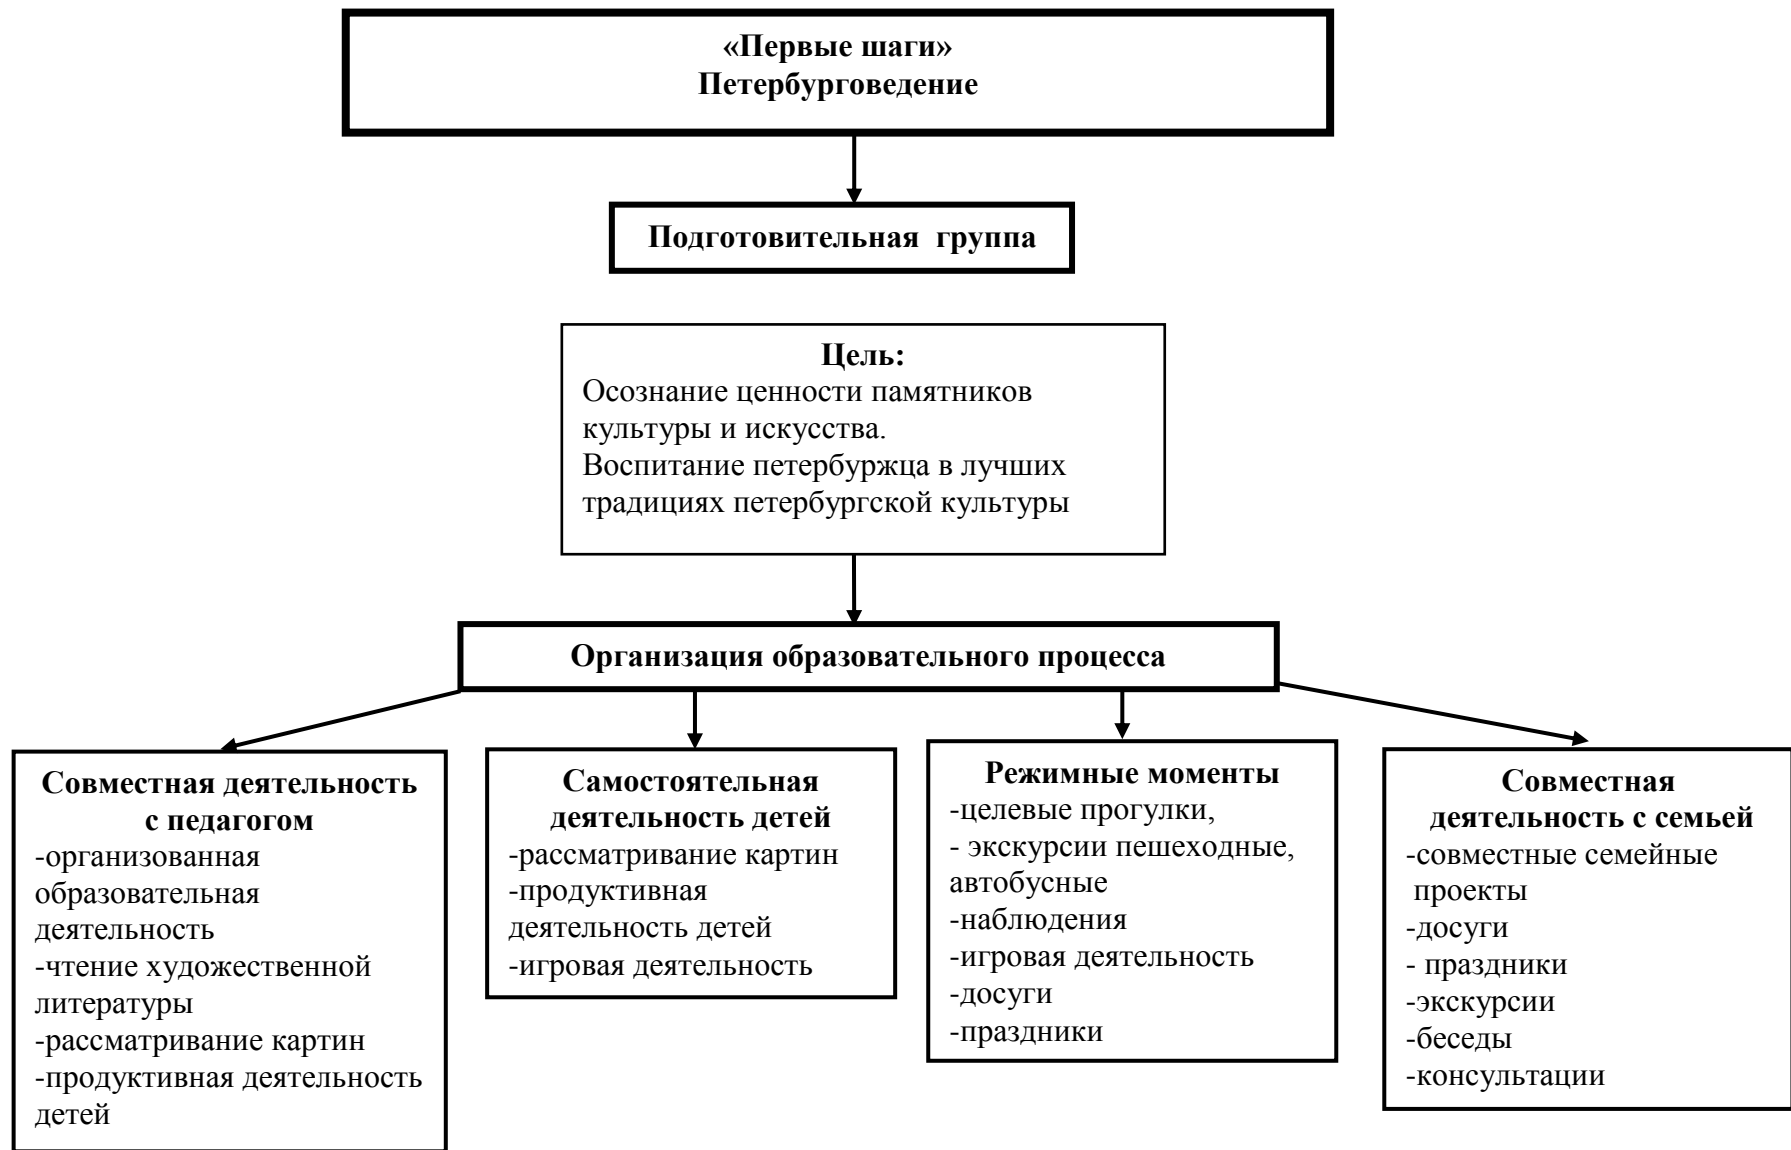 «Первые шаги»
Петербурговедение
Подготовительная группа
Цель:
Осознание ценности памятников
культуры и искусства.
Воспитание петербуржца в лучших
традициях петербургской культуры
Организация образовательного процесса
Совместная деятельность
с педагогом
-организованная
образовательная
деятельность
-чтение художественной
литературы
-рассматривание картин
-продуктивная деятельность
детей
Самостоятельная
деятельность детей
-рассматривание картин
-продуктивная
деятельность детей
-игровая деятельность
Режимные моменты
-целевые прогулки,
- экскурсии пешеходные,
автобусные
-наблюдения
-игровая деятельность
-досуги
-праздники
Совместная
деятельность с семьей
-совместные семейные
проекты
-досуги
- праздники
-экскурсии
-беседы
-консультации